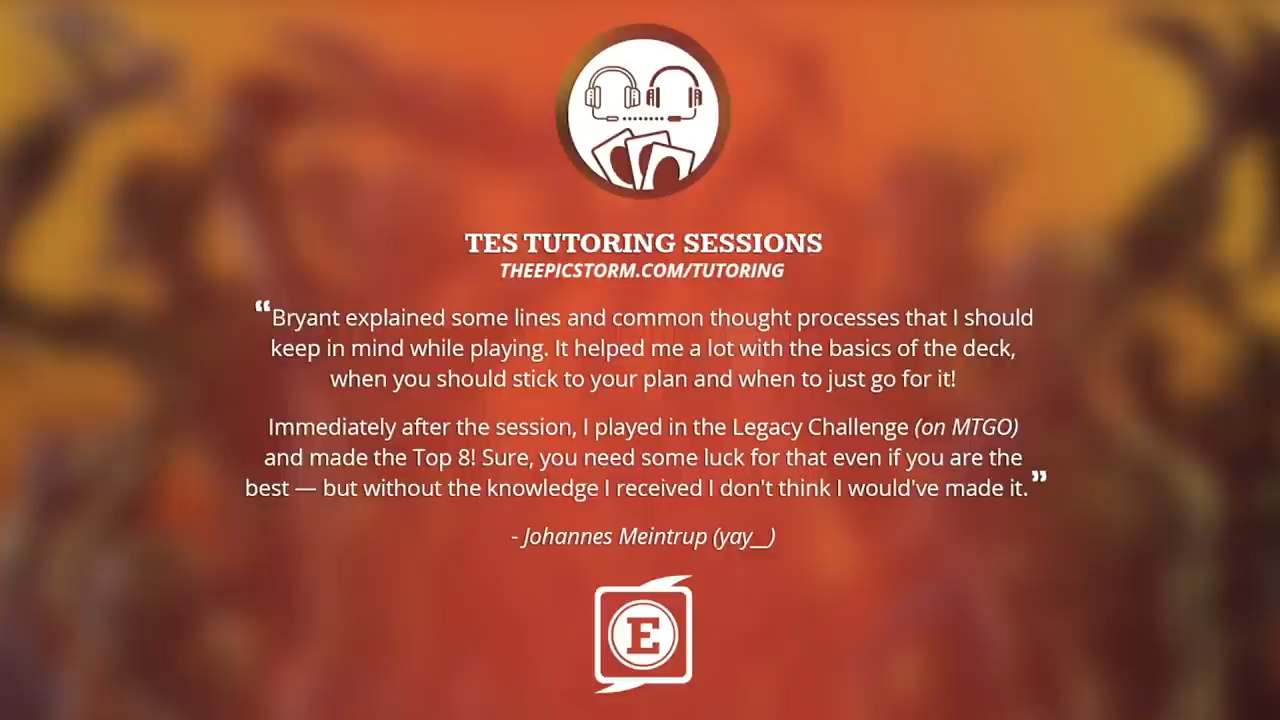 TES TUTORING SESSIONS
THEEPICSTORM.COM/TUTORING
“Bryant explained some lines and common thought processes that I should
keep in mind while playing. It helped me a lot with the basics of the deck,
when you should stick to your plan and when to just go for it!
Immediately after the session, I played in the Legacy Challenge (on MTGO)
and made the Top 8! Sure, you need some luck for that even if you are the
best — but without the knowledge I received I don't think I would've made it.”
- Johannes Meintrup (yay__)
E